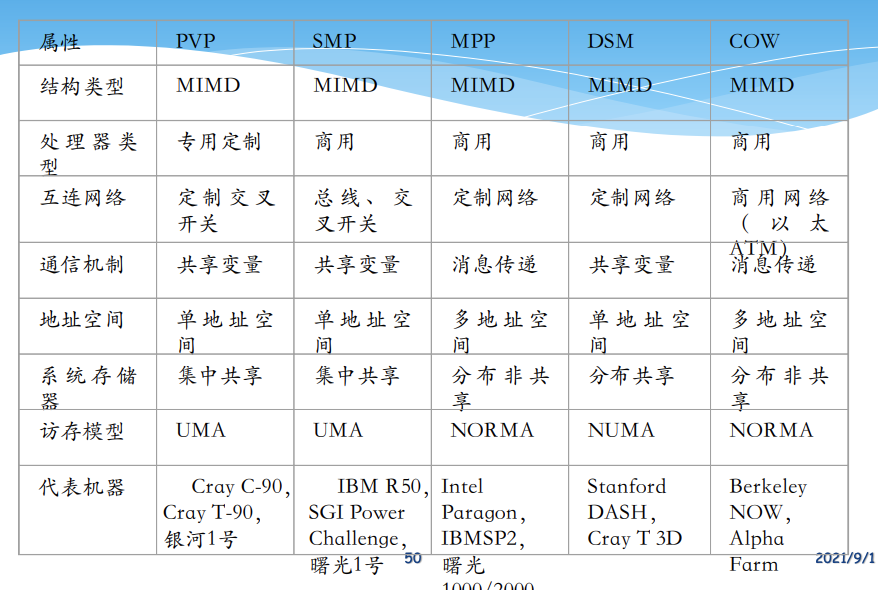 属性 PVP SMP MPP DSM COW
结构类型 MIMD MIMD MIMD MIMD MIMD
处理器类型 专用定制 商用 商用 商用 商用
互连网络 定制交叉开关 总线、交叉开关 定制网络 定制网络 商用网络(以太ATM)
通信机制 共享变量 共享变量 消息传递 共享变量 消息传递
地址空间 单地址空间 单地址空间 多地址空间 单地址空间 多地址空间
系统存储器 集中共享 集中共享 分布非共享 分布共享 分布非共享
访存模型 UMA UMA NORMA NUMA NORMA
代表机器 Cray C-90, Cray T-90, 银河1号 IBM R50, SGI Power Challenge, 曙光1号 Intel Paragon, IBMSP2, 曙光 1000/2000 Stanford DASH, Cray T 3D Berkeley NOW, Alpha Farm
50
2021/9/1